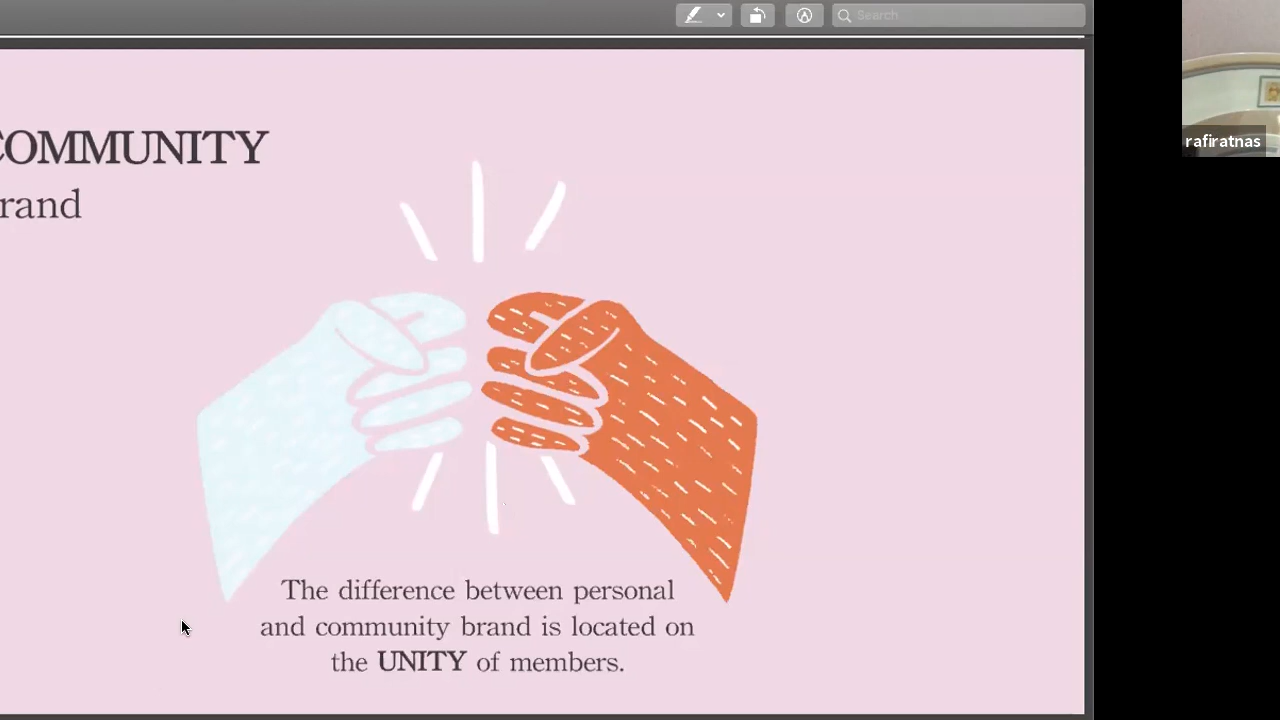 Search
COMMUNITY
rand
rafiratnas
The difference between personal
and community brand is located on
the UNITY of members.